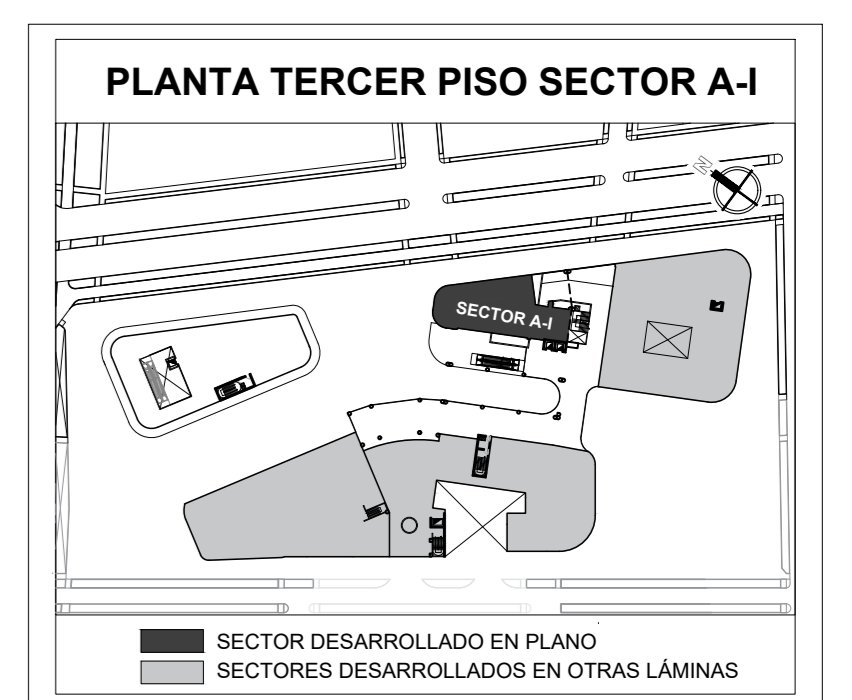 PLANTA TERCER PISO SECTOR A-I
N
SECTOR A-I
SECTOR DESARROLLADO EN PLANO
SECTORES DESARROLLADOS EN OTRAS LÁMINAS